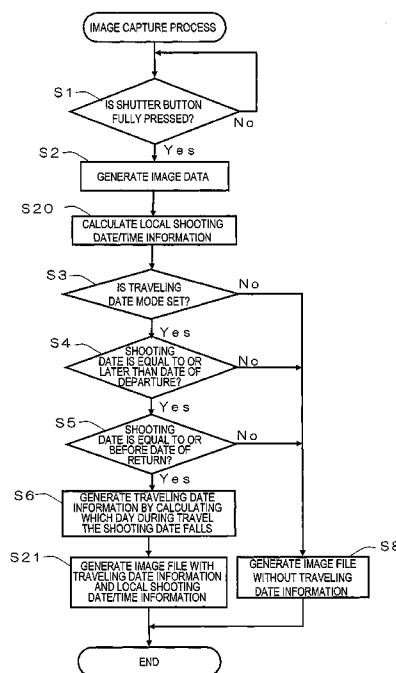 IMAGE CAPTURE PROCESS
S1
IS SHUTTER BUTTON
FULLY PRESSED?
No
Yes
S2
GENERATE IMAGE DATA
S20
CALCULATE LOCAL SHOOTING
DATE/TIME INFORMATION
S3
IS TRAVELING
DATE MODE SET?
No
Yes
S4
SHOOTING
DATE IS EQUAL TO OR
LATER THAN DATE OF
DEPARTURE?
No
Yes
S5
SHOOTING
DATE IS EQUAL TO OR
BEFORE DATE OF
RETURN?
No
Yes
S6
GENERATE TRAVELING DATE
INFORMATION BY CALCULATING
WHICH DAY DURING TRAVEL
THE SHOOTING DATE FALLS
S21
GENERATE IMAGE FILE WITH
TRAVELING DATE INFORMATION
AND LOCAL SHOOTING
DATE/TIME INFORMATION
S8
GENERATE IMAGE FILE
WITHOUT TRAVELING
DATE INFORMATION
END